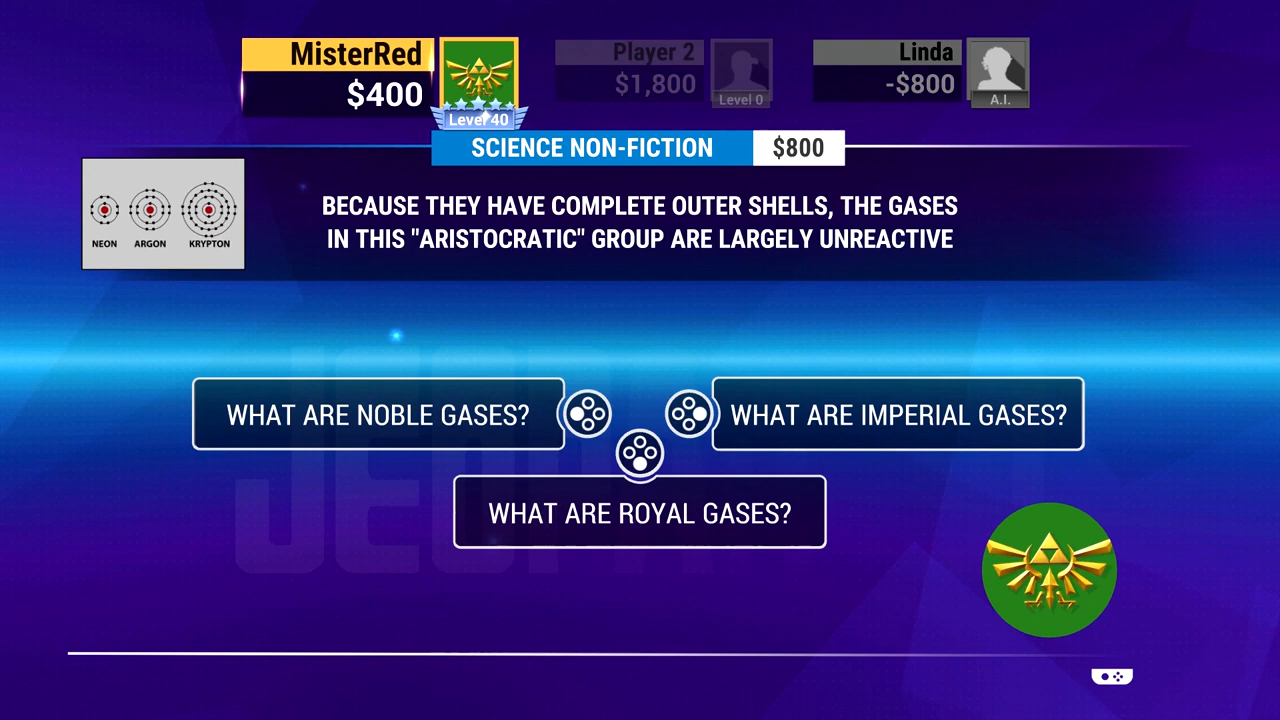 MisterRed
$400
Level 40
Player 2
$1,800
Level 0
Linda
-$800
A.I.
SCIENCE NON-FICTION $800
NEON ARGON KRYPTON
BECAUSE THEY HAVE COMPLETE OUTER SHELLS, THE GASES
IN THIS "ARISTOCRATIC" GROUP ARE LARGELY UNREACTIVE
WHAT ARE NOBLE GASES?
WHAT ARE IMPERIAL GASES?
WHAT ARE ROYAL GASES?